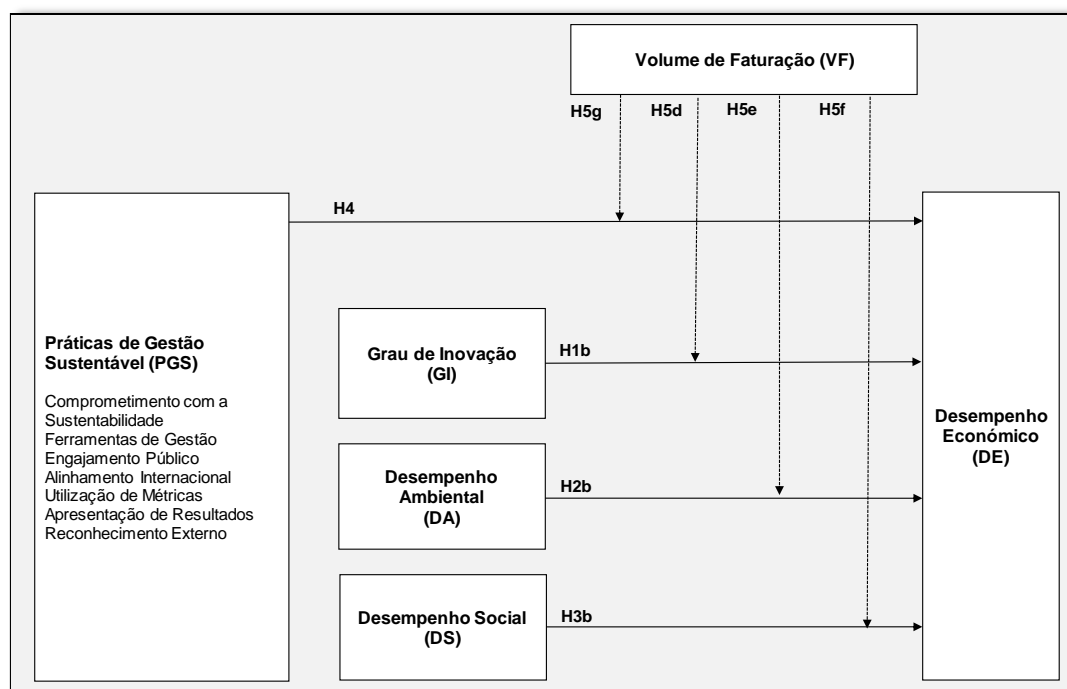 Volume de Faturação (VF)
H5g
H5d
H5e
H5f
H4
Práticas de Gestão
Sustentável (PGS)
Comprometimento com a
Sustentabilidade
Ferramentas de Gestão
Engajamento Público
Alinhamento Internacional
Utilização de Métricas
Apresentação de Resultados
Reconhecimento Externo
Grau de Inovação
(GI)
H1b
Desempenho
Ambiental
(DA)
H2b
Desempenho Social
(DS)
H3b
Desempenho
Económico
(DE)